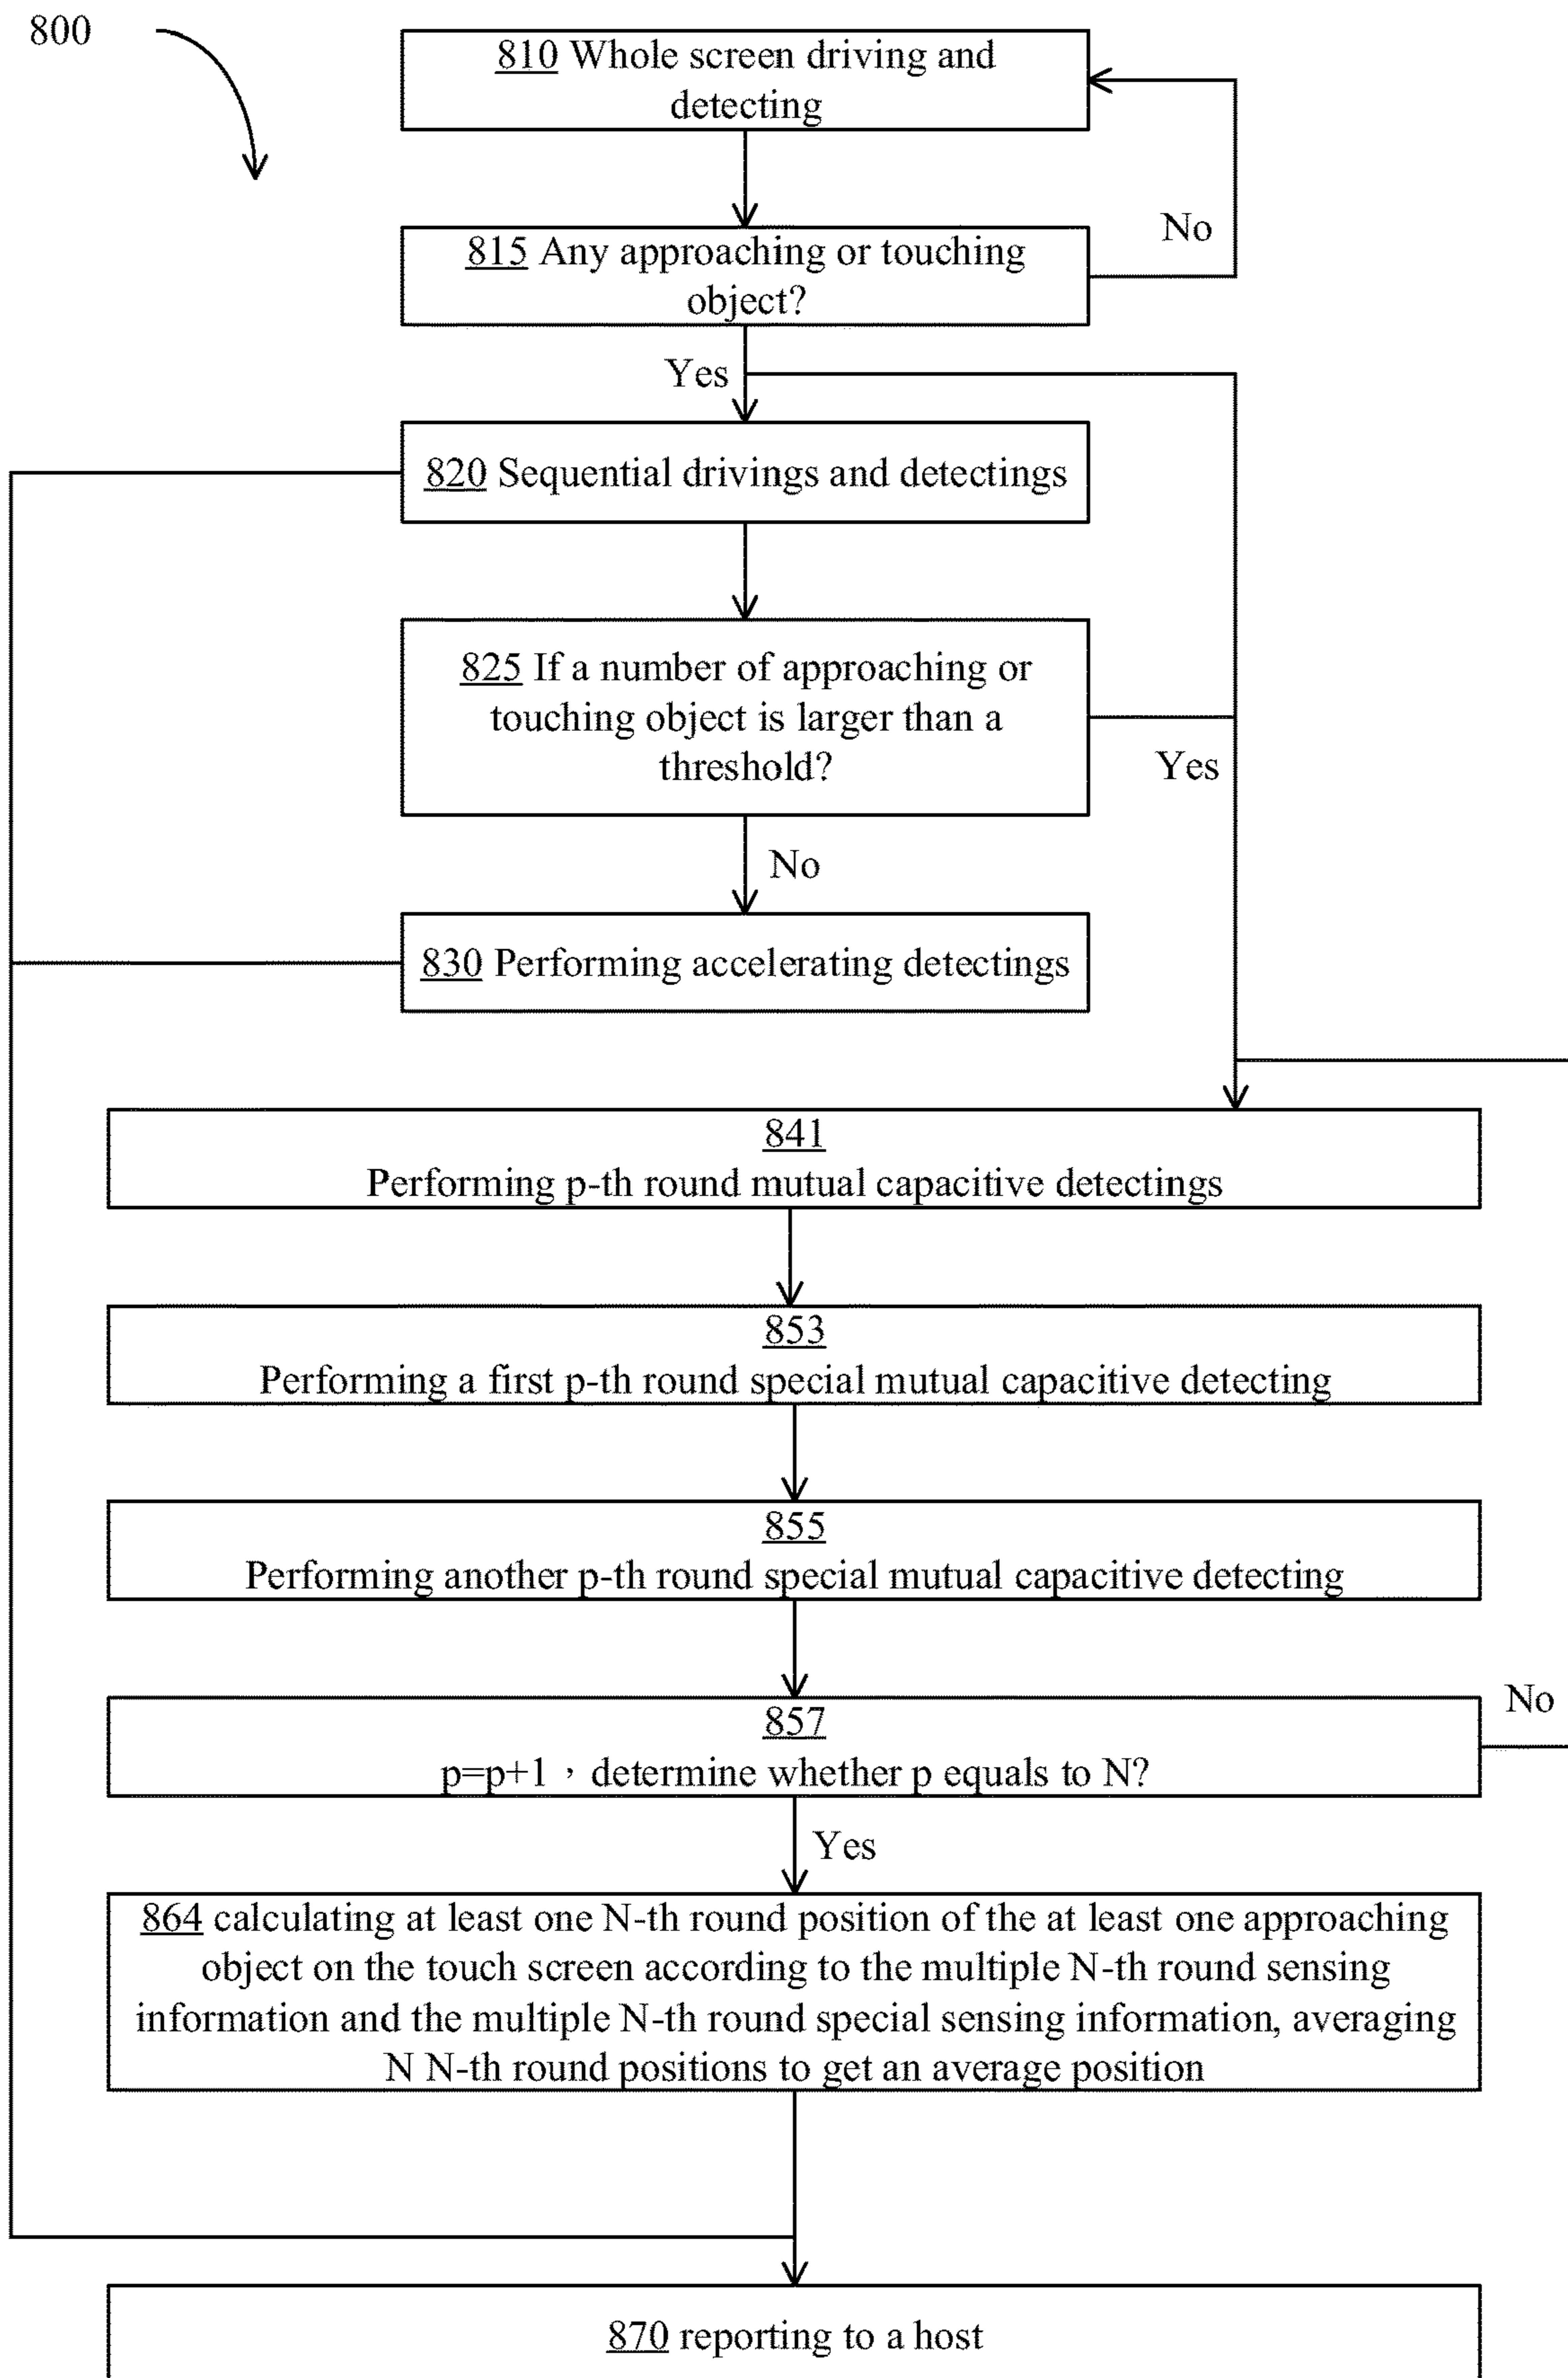 800
810 Whole screen driving and
detecting
No
815 Any approaching or touching
object?
Yes
820 Sequential drivings and detectings
825 If a number of approaching or
touching object is larger than a
threshold?
Yes
No
830 Performing accelerating detectings
841
Performing p-th round mutual capacitive detectings
853
Performing a first p-th round special mutual capacitive detecting
855
Performing another p-th round special mutual capacitive detecting
No
857
p=p+1，determine whether p equals to N?
Yes
864 calculating at least one N-th round position of the at least one approaching
object on the touch screen according to the multiple N-th round sensing
information and the multiple N-th round special sensing information, averaging
N N-th round positions to get an average position
870 reporting to a host